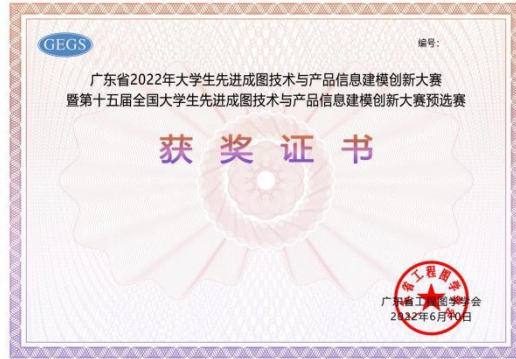 GEGS
编号:
广东省2022年大学生先进成图技术与产品信息建模创新大赛
暨第十五届全国大学生先进成图技术与产品信息建模创新大赛预选赛
获奖证书
广东省工程图学学会
2022年6月10日